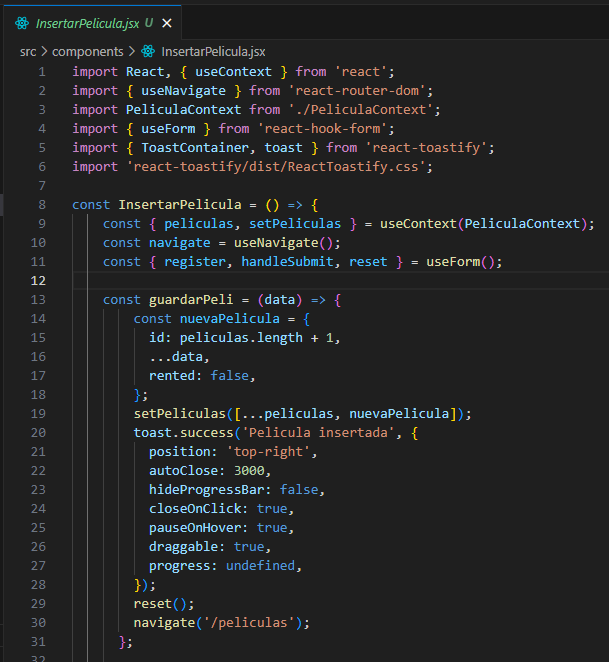 InsertarPelicula.jsx U ✕
src > components > InsertarPelicula.jsx
1 import React, { useContext } from 'react';
2 import { useNavigate } from 'react-router-dom';
3 import PeliculaContext from './PeliculaContext';
4 import { useForm } from 'react-hook-form';
5 import { ToastContainer, toast } from 'react-toastify';
6 import 'react-toastify/dist/ReactToastify.css';
7
8 const InsertarPelicula = () => {
9     const { peliculas, setPeliculas } = useContext(PeliculaContext);
10     const navigate = useNavigate();
11     const { register, handleSubmit, reset } = useForm();
12
13     const guardarPeli = (data) => {
14         const nuevaPelicula = {
15           id: peliculas.length + 1,
16           ...data,
17           rented: false,
18         };
19         setPeliculas([...peliculas, nuevaPelicula]);
20         toast.success('Pelicula insertada', {
21           position: 'top-right',
22           autoClose: 3000,
23           hideProgressBar: false,
24           closeOnClick: true,
25           pauseOnHover: true,
26           draggable: true,
27           progress: undefined,
28         });
29         reset();
30         navigate('/peliculas');
31       };
32